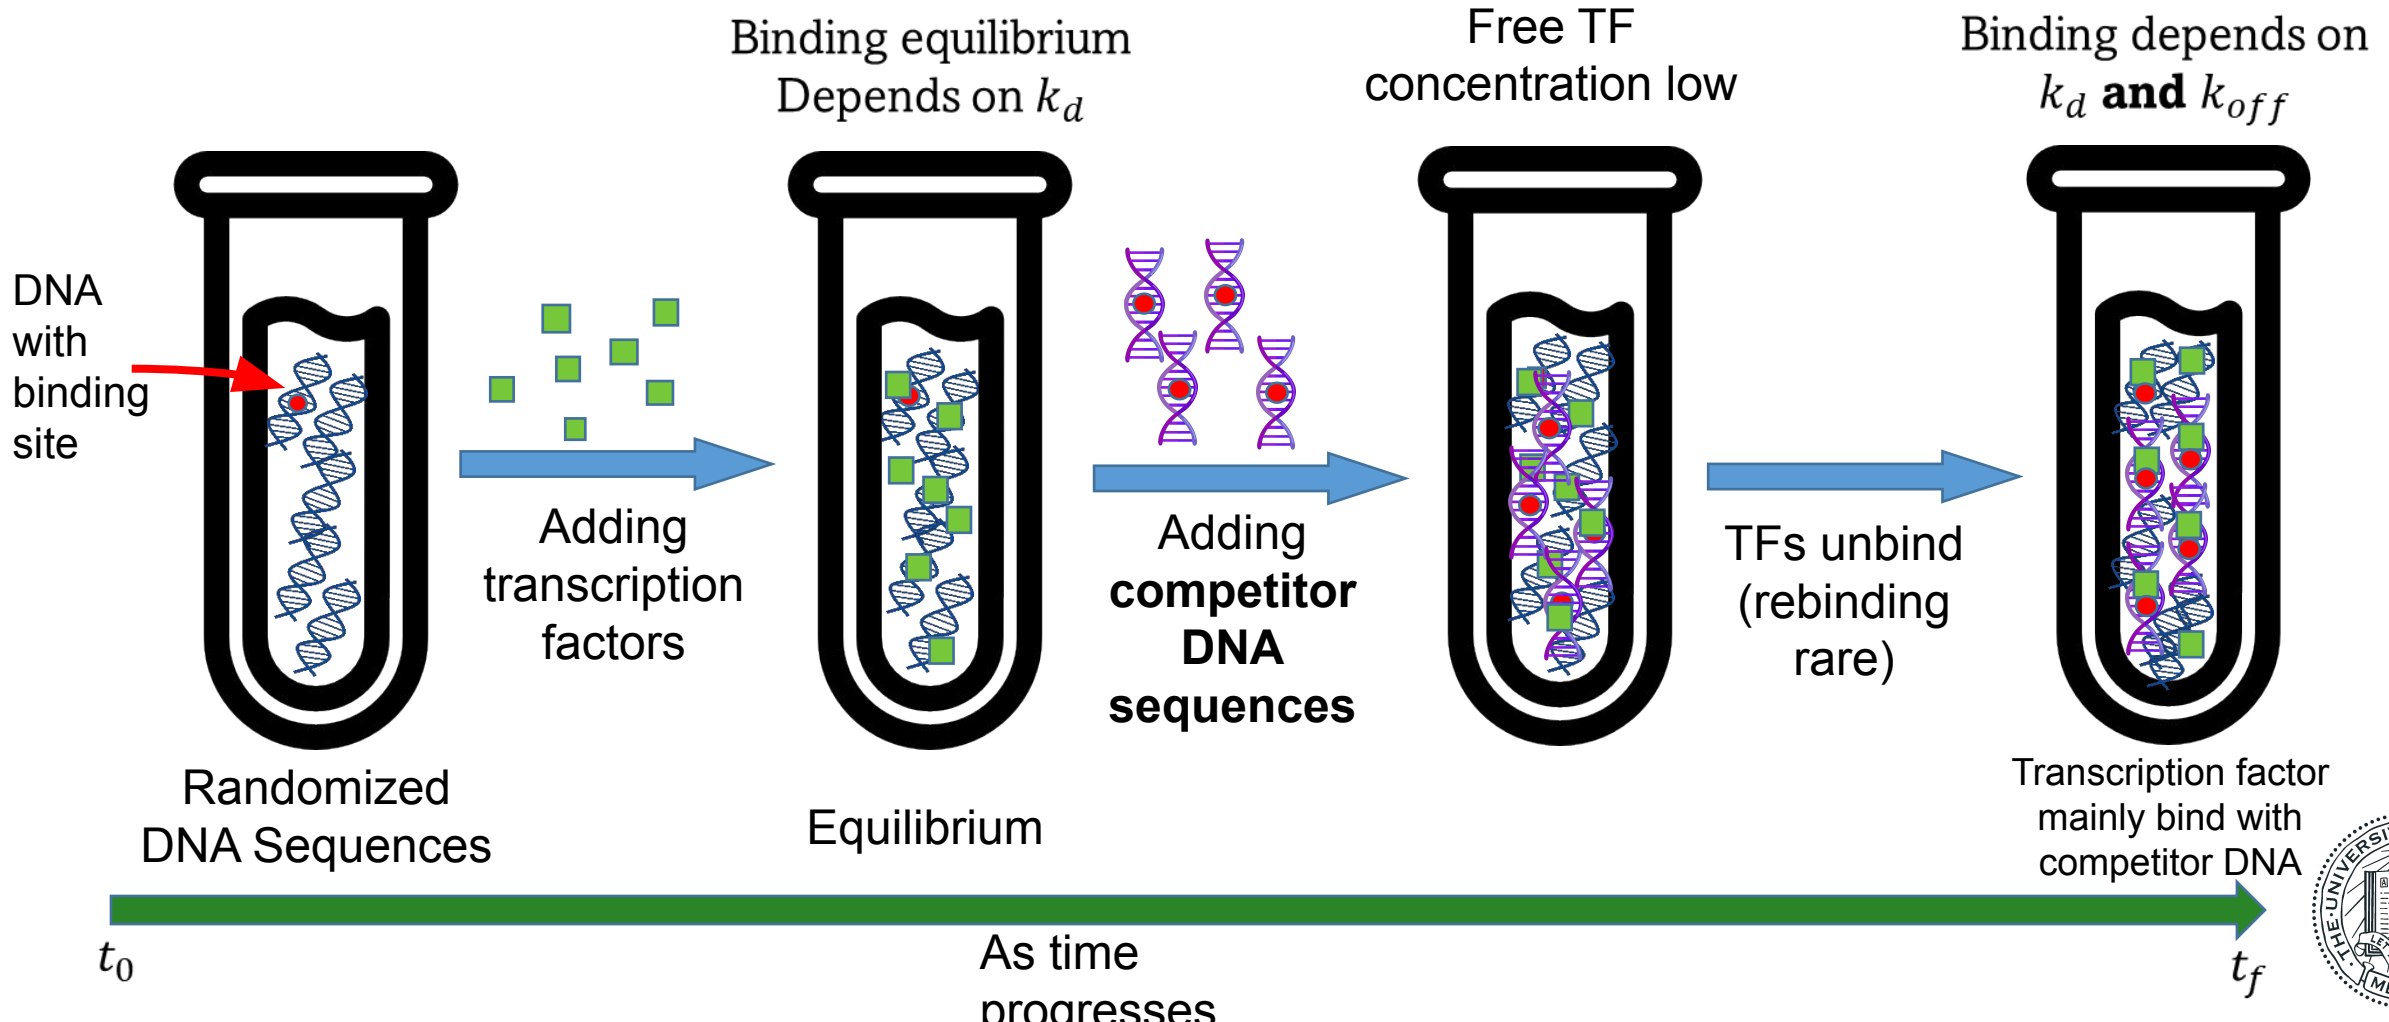 Binding equilibrium
Depends on k_d
Free TF
concentration low
Binding depends on
k_d and k_off
DNA
with
binding
site
Adding
transcription
factors
Adding
competitor
DNA
sequences
TFs unbind
(rebinding
rare)
Randomized
DNA Sequences
Equilibrium
Transcription factor
mainly bind with
competitor DNA
t_0
As time
progresses
t_f
THE·UNIVERSI